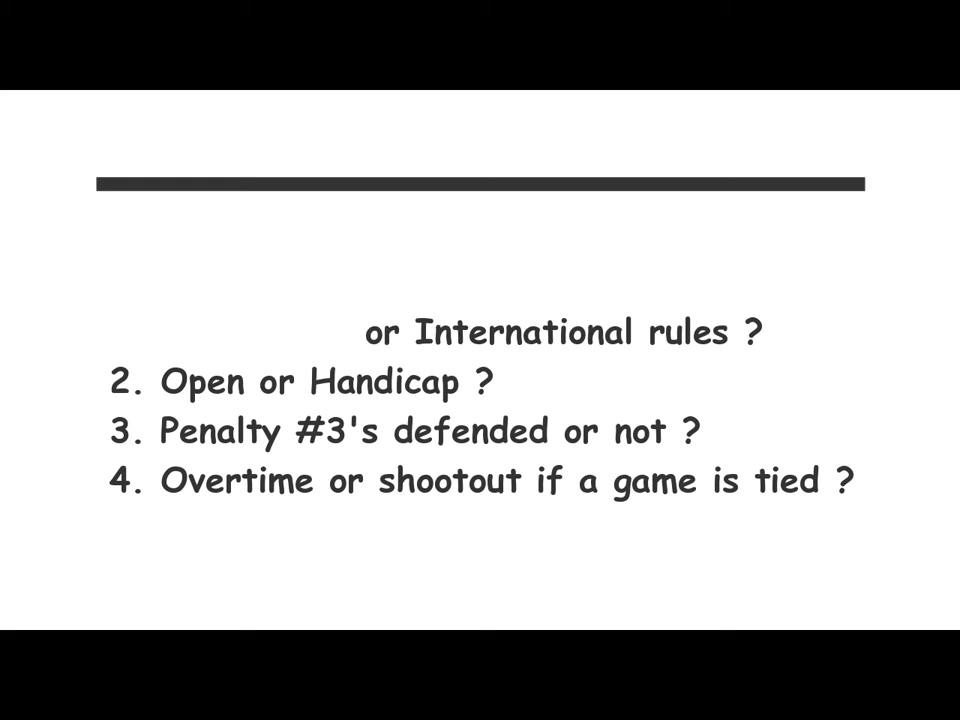 or International rules ?
2. Open or Handicap ?
3. Penalty #3's defended or not ?
4. Overtime or shootout if a game is tied ?